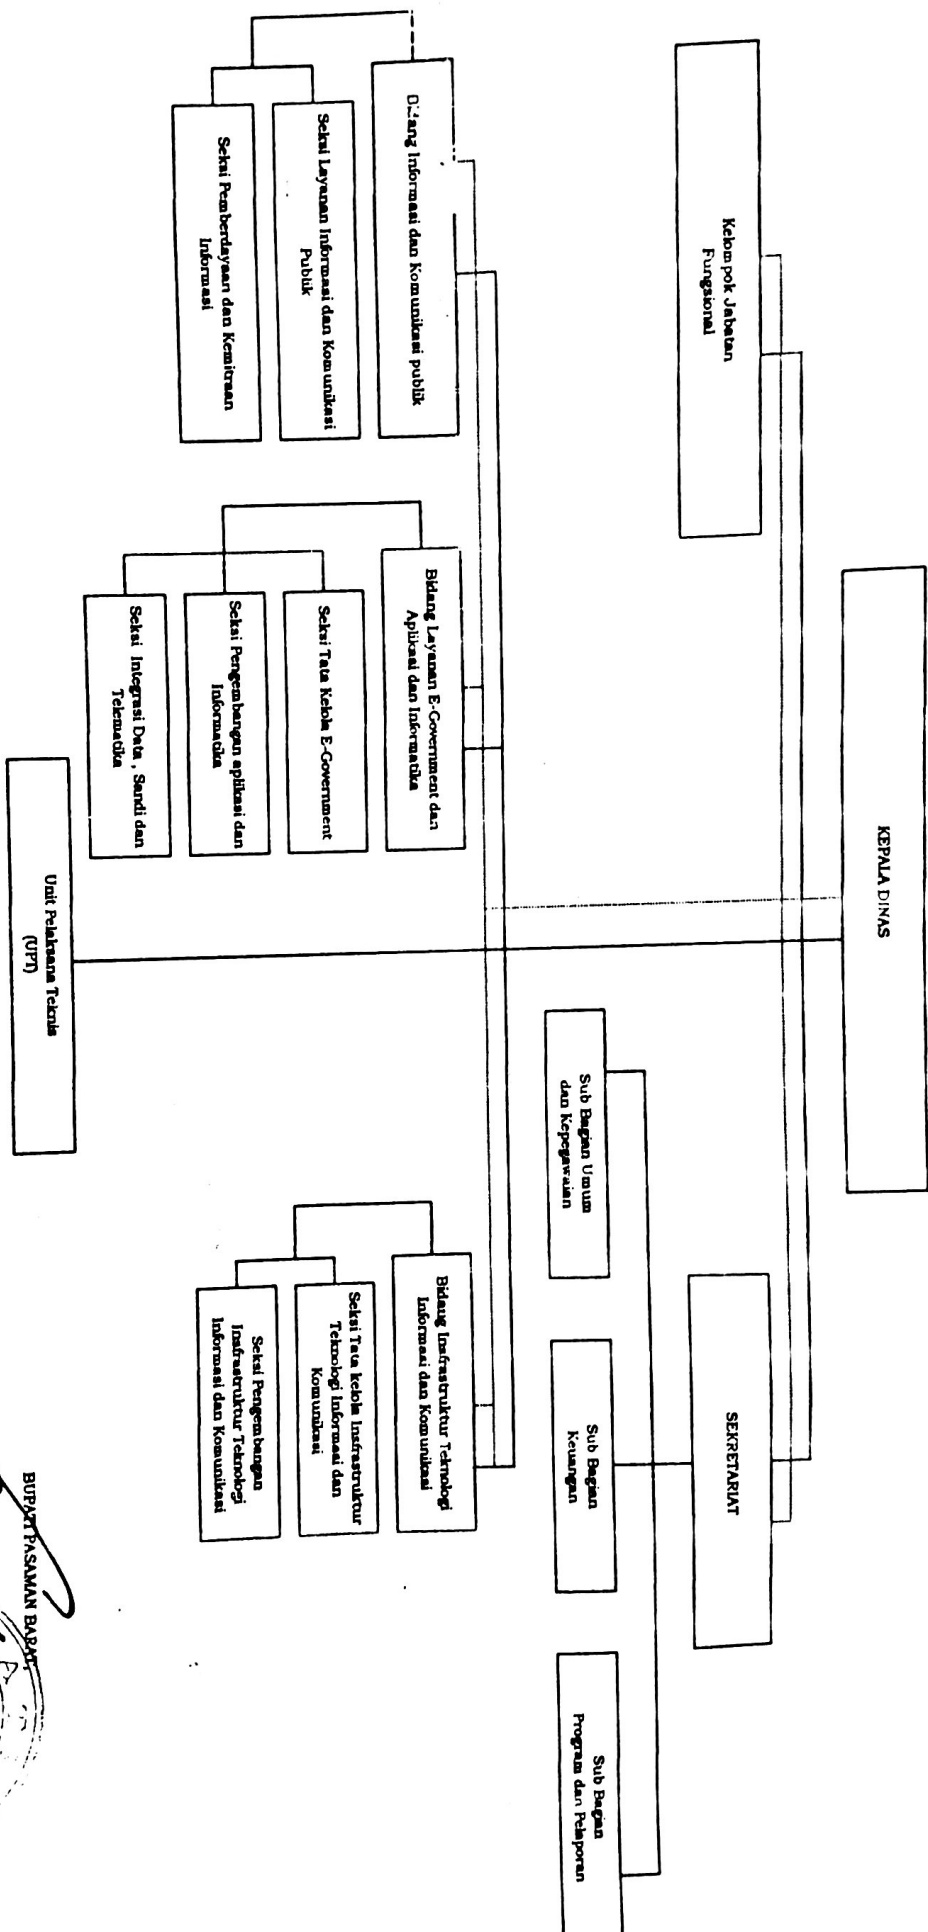 KEPALA DINAS
Kelompok Jabatan
Fungsional
SEKRETARIAT
Sub Bagian Umum
dan Kepegawaian
Sub Bagian
Keuangan
Sub Bagian
Program dan Pelaporan
Bidang Informasi dan Komunikasi publik
Seksi Layanan Informasi dan Komunikasi
Publik
Seksi Pemberdayaan dan Kemitraan
Informasi
Bidang Layanan E-Government dan
Aplikasi dan Informatika
Seksi Tata Kelola E-Government
Seksi Pengembangan aplikasi dan
Informatika
Seksi Integrasi Data , Sandi dan
Telematika
Bidang Insfrastruktur Teknologi
Informasi dan Komunikasi
Seksi Tata kelola Insfrastruktur
Teknologi Informasi dan
Komunikasi
Seksi Pengembangan
Insfrastruktur Teknologi
Informasi dan Komunikasi
Unit Pelaksana Teknis
(UPT)
BUPATI PASAMAN BARAT,